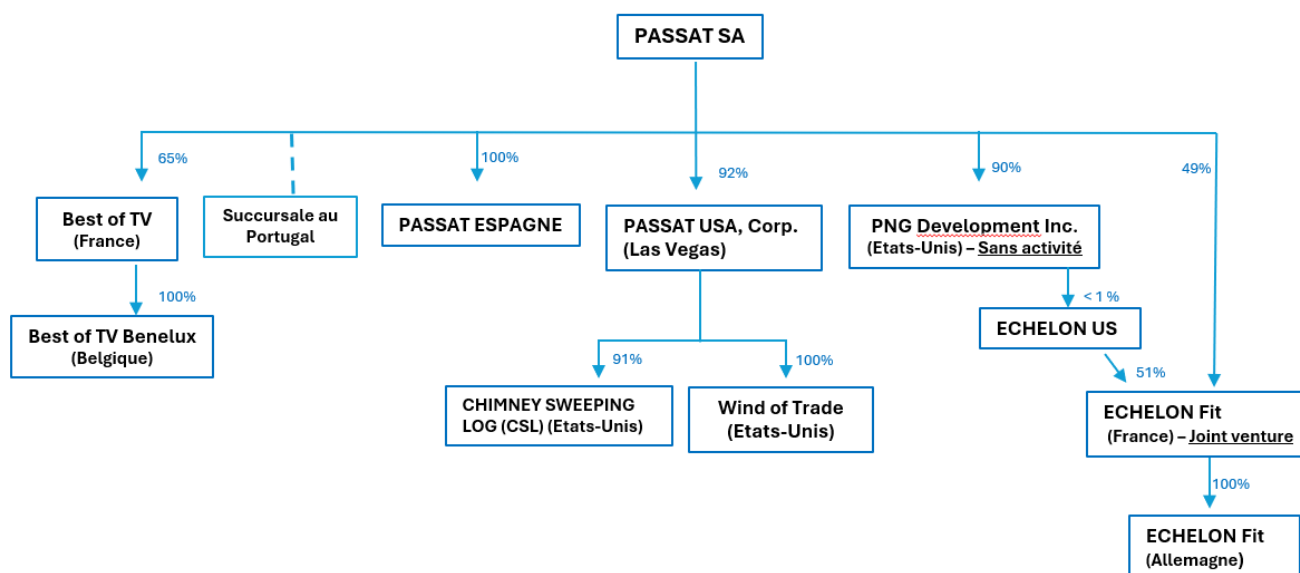 PASSAT SA
65%
100%
92%
90%
49%
Best of TV
(France)
Succursale au
Portugal
PASSAT ESPAGNE
PASSAT USA, Corp.
(Las Vegas)
PNG Development Inc.
(Etats-Unis) – Sans activité
100%
< 1 %
Best of TV Benelux
(Belgique)
ECHELON US
91%
100%
51%
CHIMNEY SWEEPING
LOG (CSL) (Etats-Unis)
Wind of Trade
(Etats-Unis)
ECHELON Fit
(France) – Joint venture
100%
ECHELON Fit
(Allemagne)